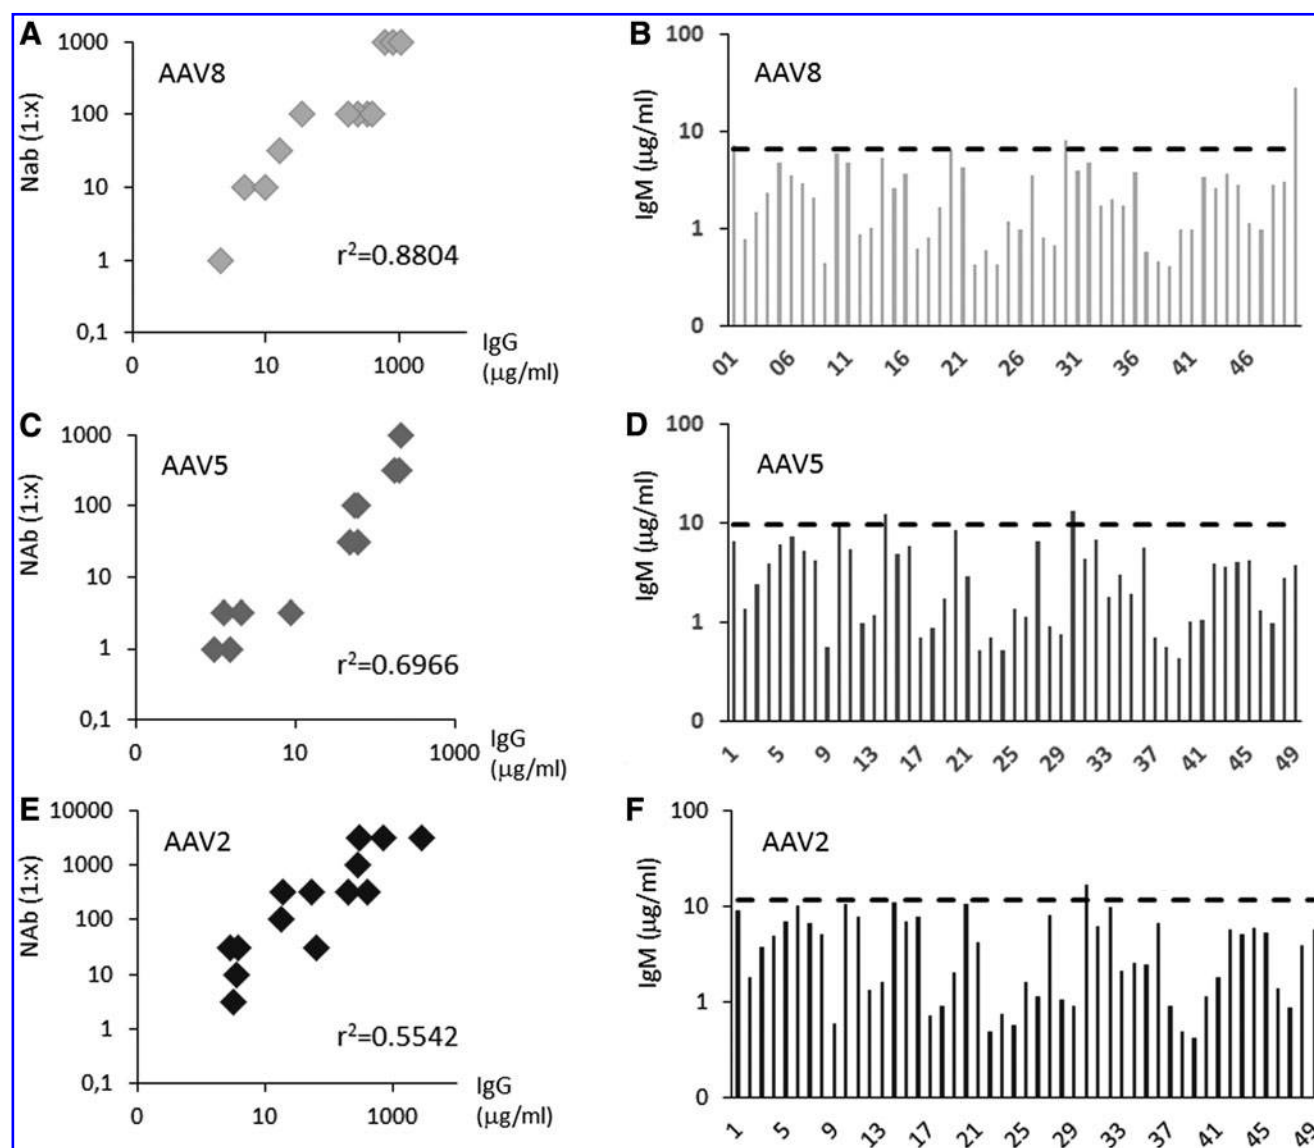 A
Nab (1:x)
1000
100
10
1
0,1
AAV8
r²=0.8804
0
10
1000
IgG
(µg/ml)
B
IgM (µg/ml)
100
10
1
0
AAV8
01
06
11
16
21
26
31
36
41
46
C
NAb (1:x)
1000
100
10
1
0,1
AAV5
r²=0.6966
0
10
1000
IgG
(µg/ml)
D
IgM (µg/ml)
100
10
1
0
AAV5
1
5
9
13
17
21
25
29
33
37
41
45
49
E
NAb (1:x)
10000
1000
100
10
1
0,1
AAV2
r²=0.5542
0
10
1000
IgG
(µg/ml)
F
IgM (µg/ml)
100
10
1
0
AAV2
1
5
9
13
17
21
25
29
33
37
41
45
49